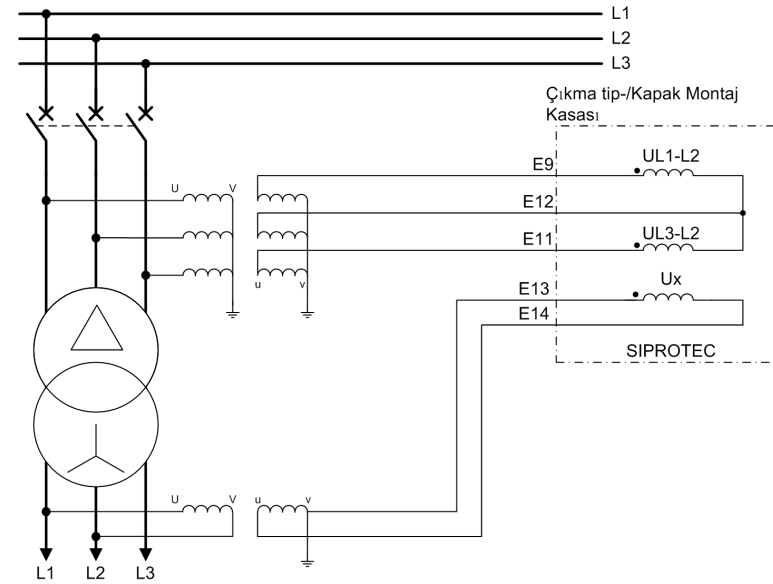 L1
L2
L3
Çıkma tip-/Kapak Montaj
Kasası
UL1-L2
E9
U V
E12
UL3-L2
E11
Ux
u v
E13
E14
SIPROTEC
U V u v
L1 L2 L3